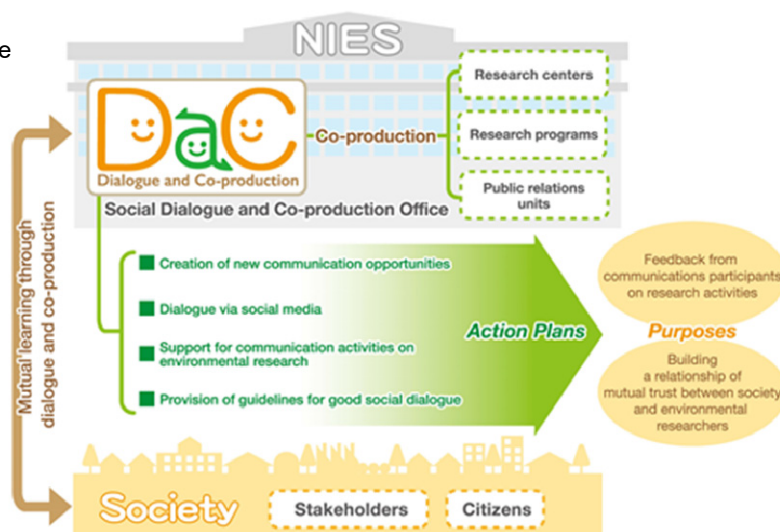 e
NIES
DaC
Dialogue and Co-production
Co-production
Research centers
Research programs
Public relations
units
Social Dialogue and Co-production Office
Mutual learning through
dialogue and co-production
Creation of new communication opportunities
Dialogue via social media
Support for communication activities on
environmental research
Provision of guidelines for good social dialogue
Action Plans
Feedback from
communications participants
on research activities
Purposes
Building
a relationship of
mutual trust between society
and environmental
researchers
Society
Stakeholders
Citizens